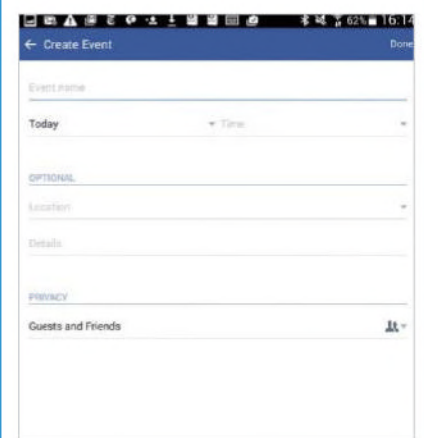 62% 16:14
← Create Event Done
Event name
Today Time
OPTIONAL
Location
Details
PRIVACY
Guests and Friends